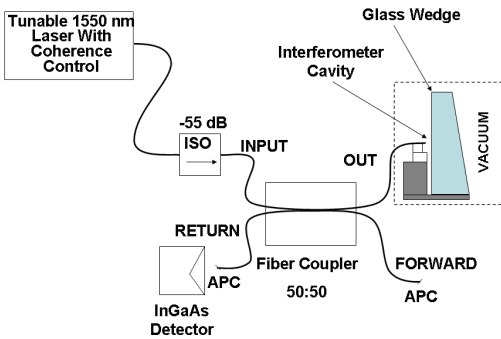 Tunable 1550 nm
Laser With
Coherence
Control
Glass Wedge
Interferometer
Cavity
-55 dB
ISO
INPUT
OUT
VACUUM
RETURN
APC
Fiber Coupler
50:50
FORWARD
APC
InGaAs
Detector